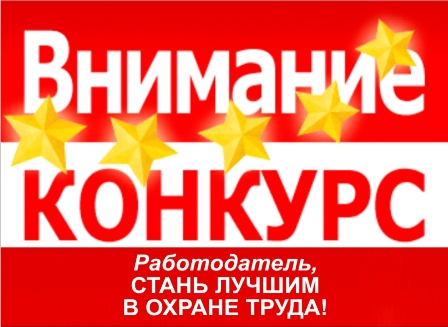 Внимание
КОНКУРС
Работодатель,
СТАНЬ ЛУЧШИМ
В ОХРАНЕ ТРУДА!